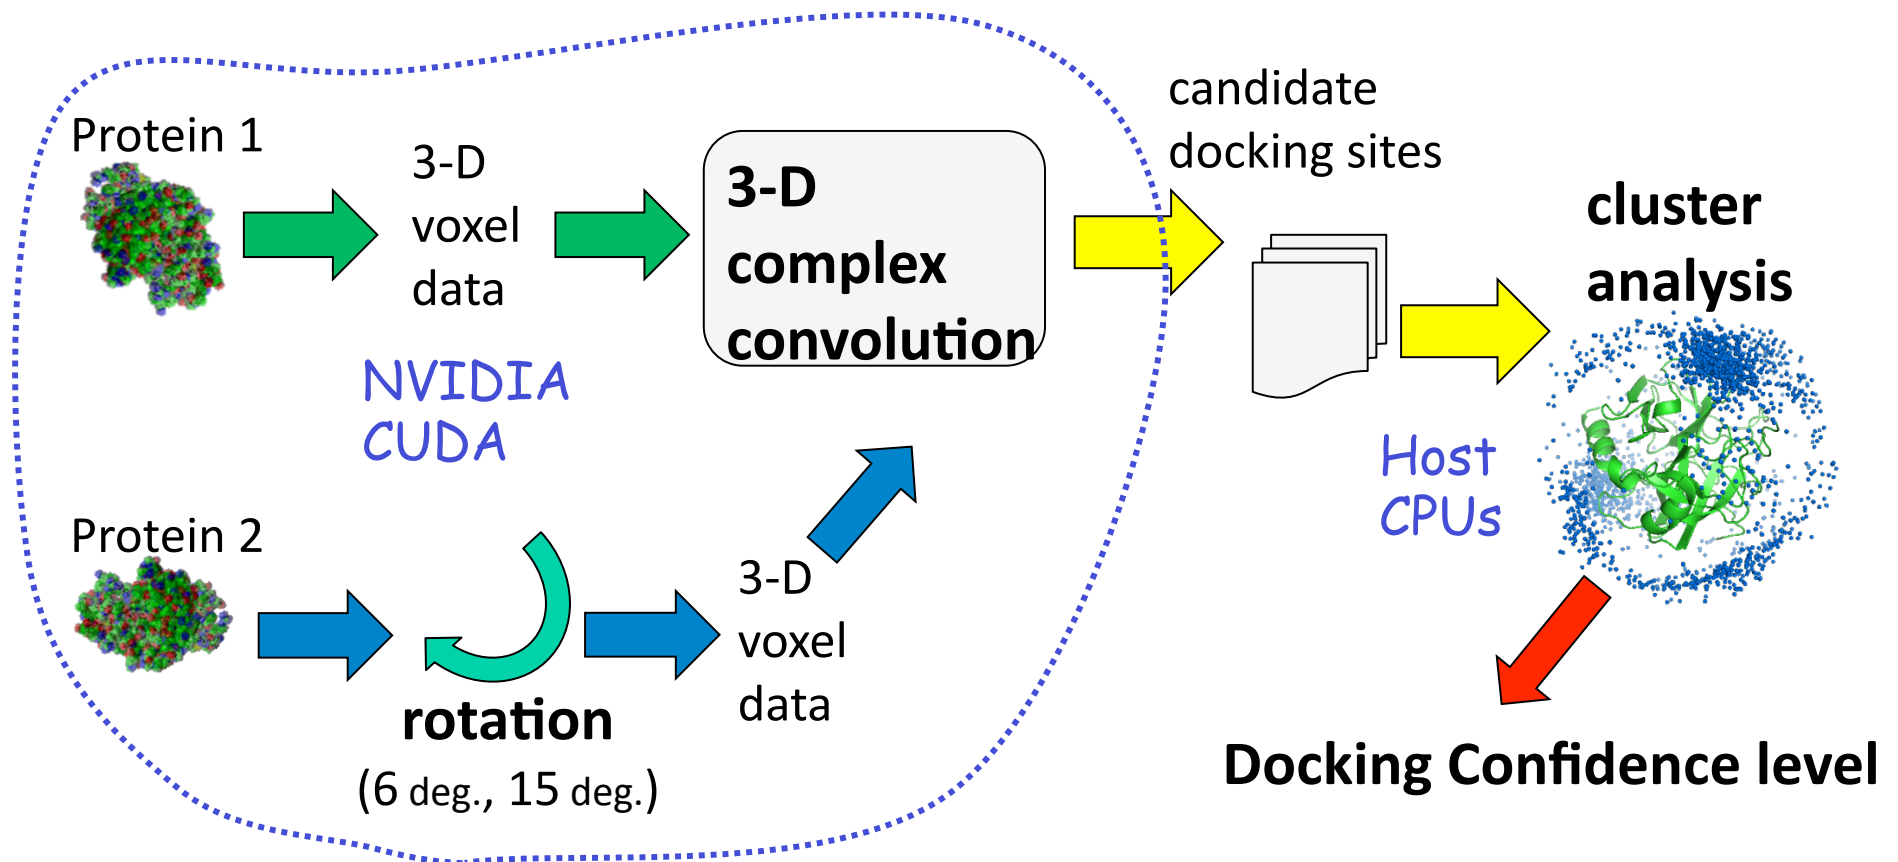 Protein 1
3-D
voxel
data
3-D
complex
convolution
candidate
docking sites
cluster
analysis
NVIDIA
CUDA
Host
CPUs
Protein 2
rotation
(6 deg., 15 deg.)
3-D
voxel
data
Docking Confidence level